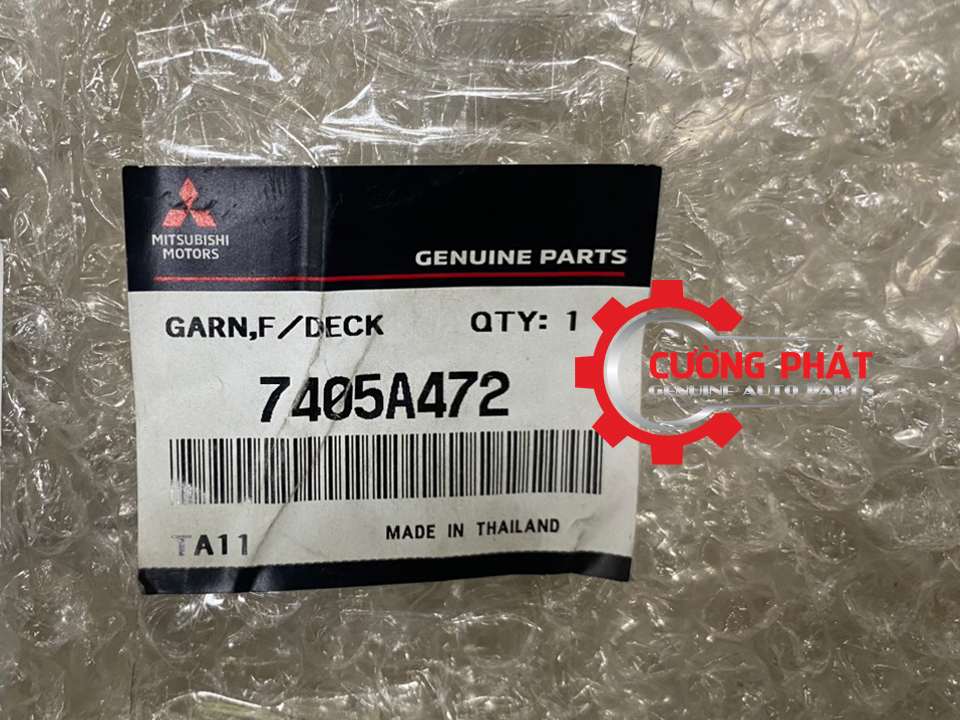 MITSUBISHI
MOTORS
GENUINE PARTS
GARN,F/DECK
QTY: 1
7405A472
TA11
MADE IN THAILAND
CƯỜNG PHÁT
GENUINE AUTO PARTS